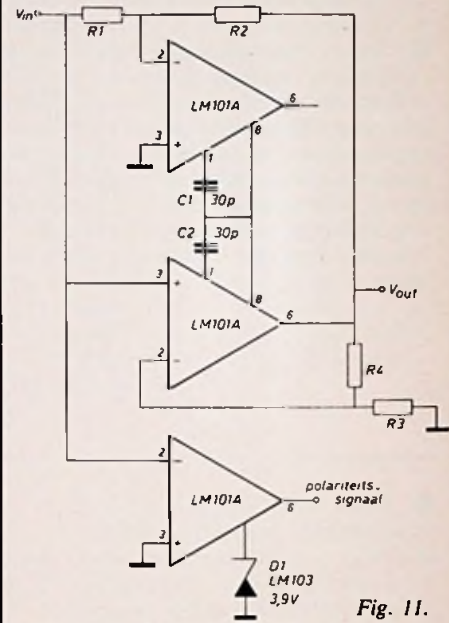 Vin
R1
R2
2
-
LM101A
6
3
+
8
1
C1
30p
C2
30p
1
3
+
8
Vout
LM101A
6
2
-
R4
R3
2
-
LM101A
6
polariteits-
signaal
3
+
D1
LM103
3,9V
Fig. 11.